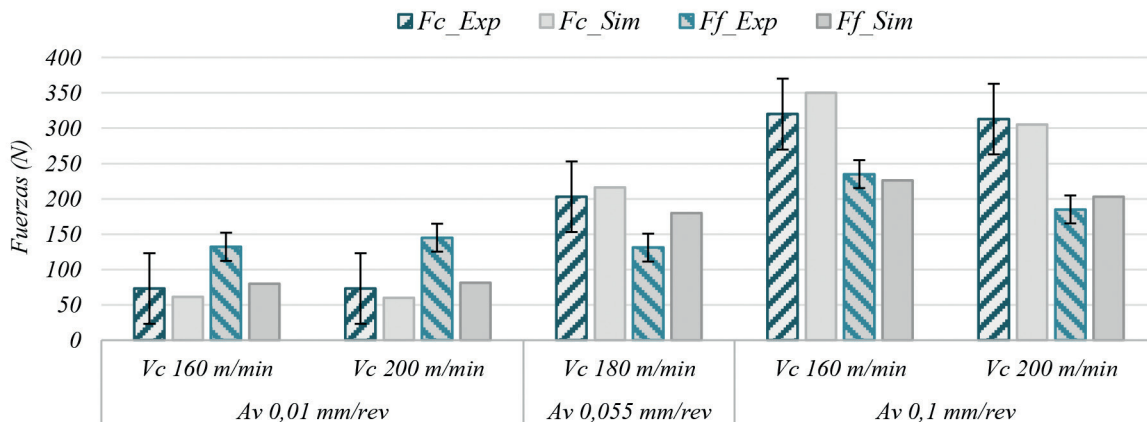 Fc_Exp Fc_Sim Ff_Exp Ff_Sim
Fuerzas (N)
400
350
300
250
200
150
100
50
0
Vc 160 m/min Vc 200 m/min Vc 180 m/min Vc 160 m/min Vc 200 m/min
Av 0,01 mm/rev Av 0,055 mm/rev Av 0,1 mm/rev